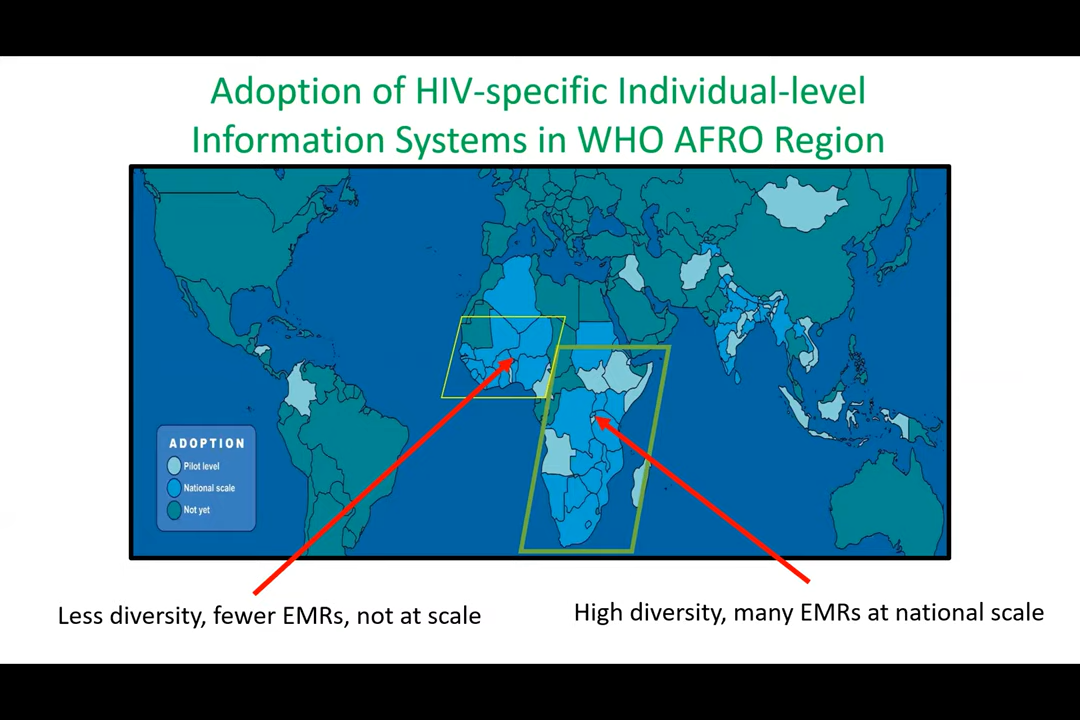 Adoption of HIV-specific Individual-level
Information Systems in WHO AFRO Region
ADOPTION
Pilot level
National scale
Not yet
Less diversity, fewer EMRs, not at scale
High diversity, many EMRs at national scale